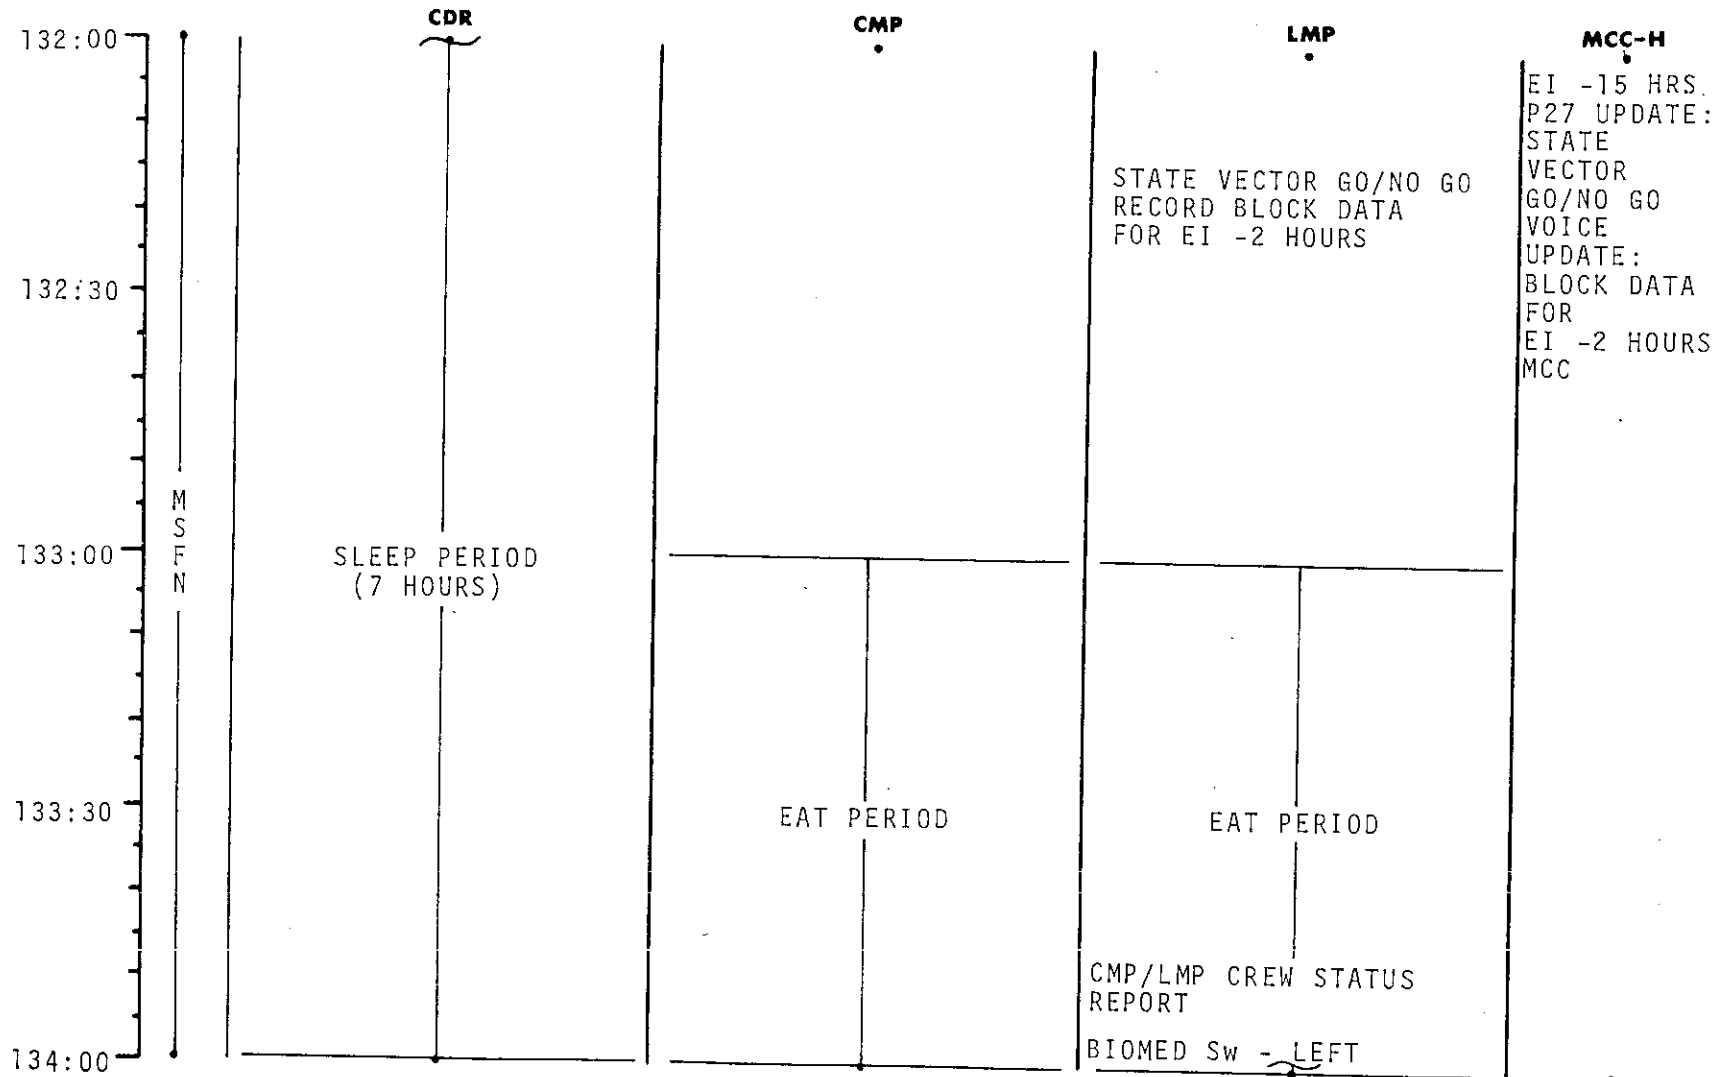 CDR
CMP
LMP
MCC-H
132:00
EI -15 HRS.
P27 UPDATE:
STATE
VECTOR
GO/NO GO
VOICE
UPDATE:
BLOCK DATA
FOR
EI -2 HOURS
MCC
STATE VECTOR GO/NO GO
RECORD BLOCK DATA
FOR EI -2 HOURS
132:30
MSFN
133:00
SLEEP PERIOD
(7 HOURS)
133:30
EAT PERIOD
EAT PERIOD
CMP/LMP CREW STATUS
REPORT
BIOMED Sw - LEFT
134:00